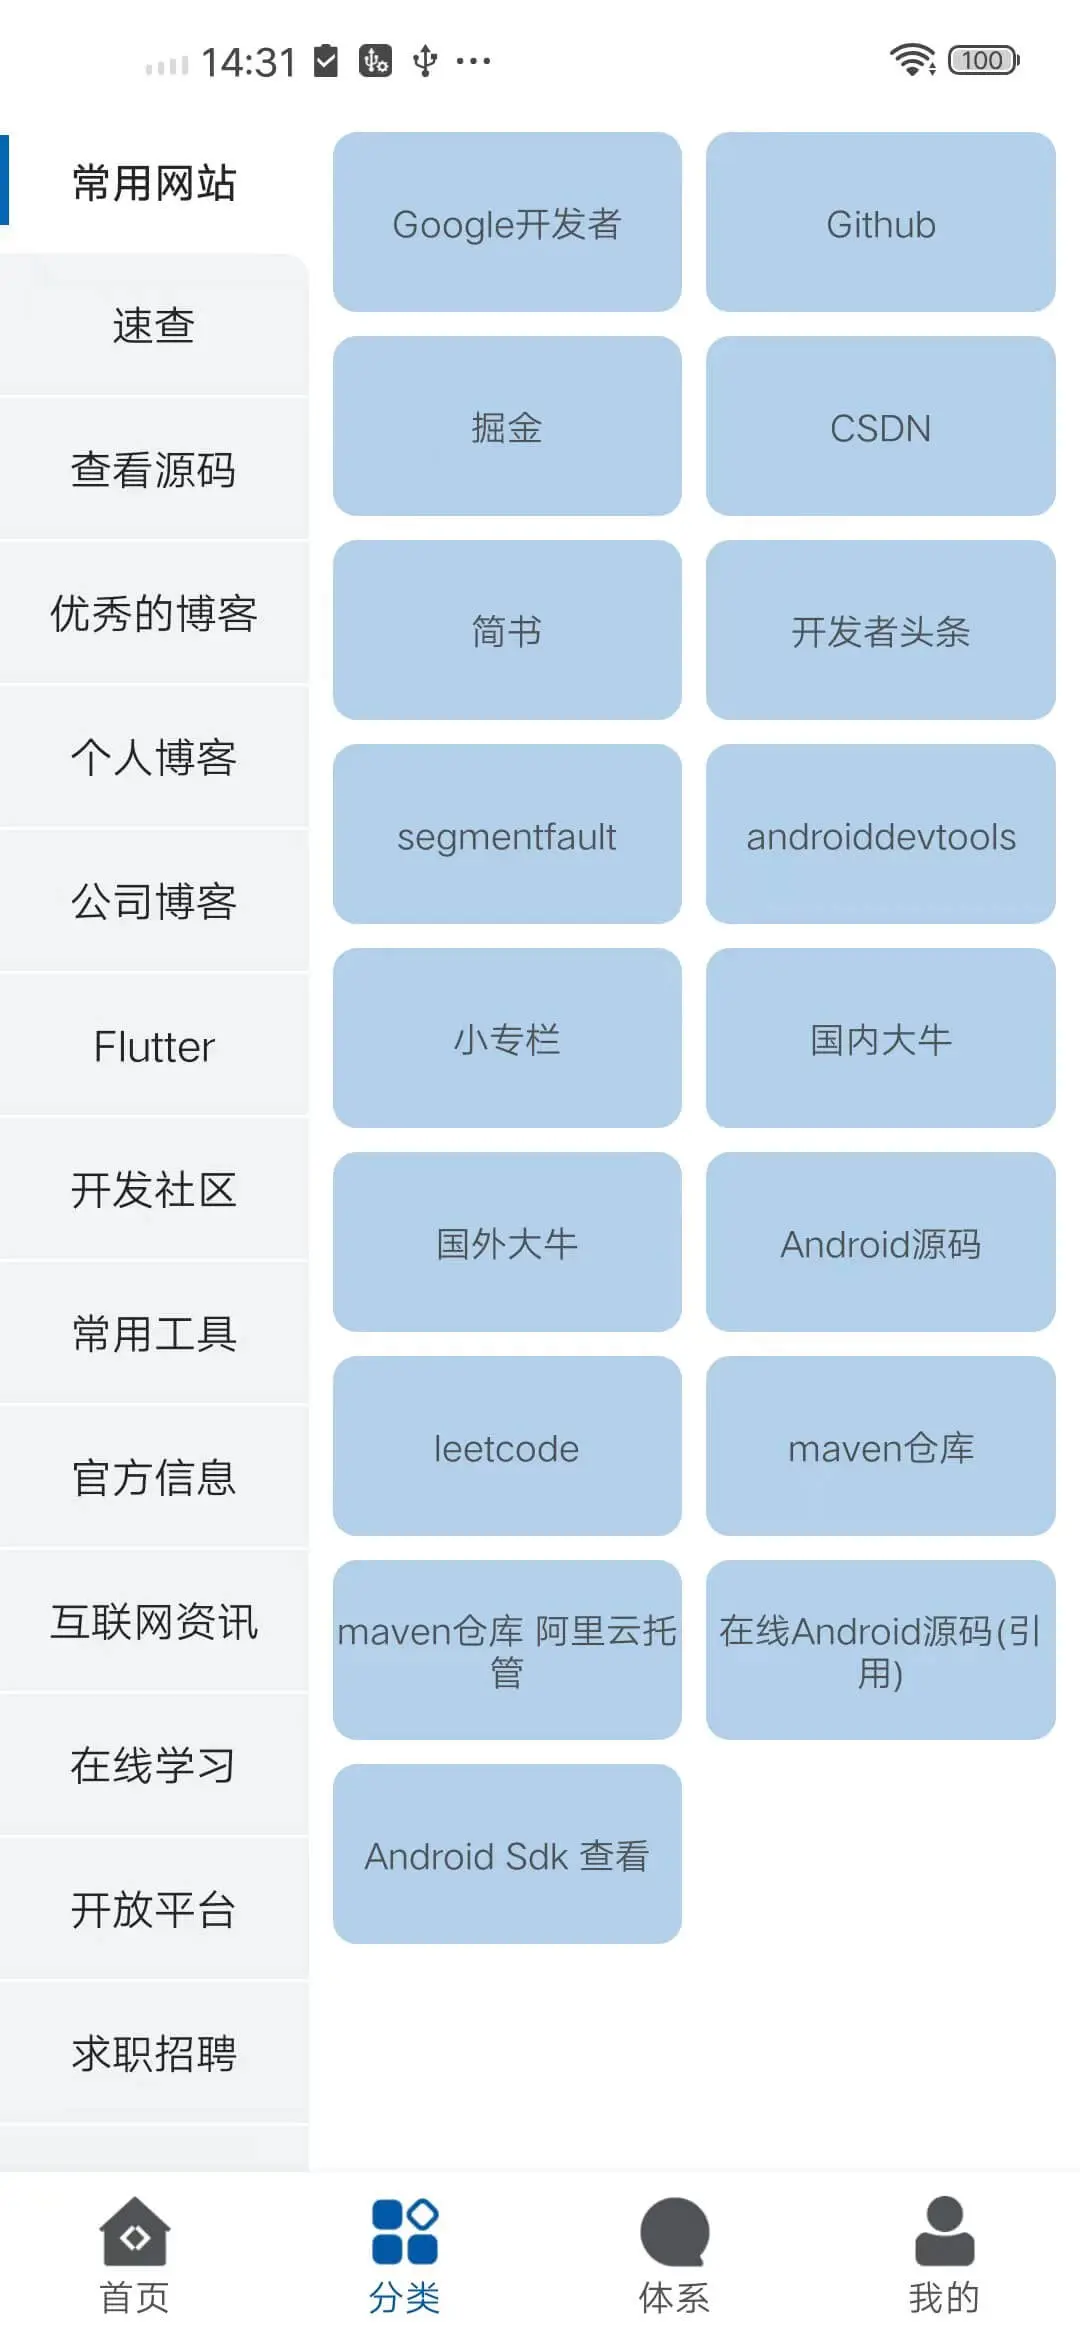 14:31
100
常用网站
速查
查看源码
优秀的博客
个人博客
公司博客
Flutter
开发社区
常用工具
官方信息
互联网资讯
在线学习
开放平台
求职招聘
Google开发者
Github
掘金
CSDN
简书
开发者头条
segmentfault
androiddevtools
小专栏
国内大牛
国外大牛
Android源码
leetcode
maven仓库
maven仓库 阿里云托
管
在线Android源码(引
用)
Android Sdk 查看
首页
分类
体系
我的